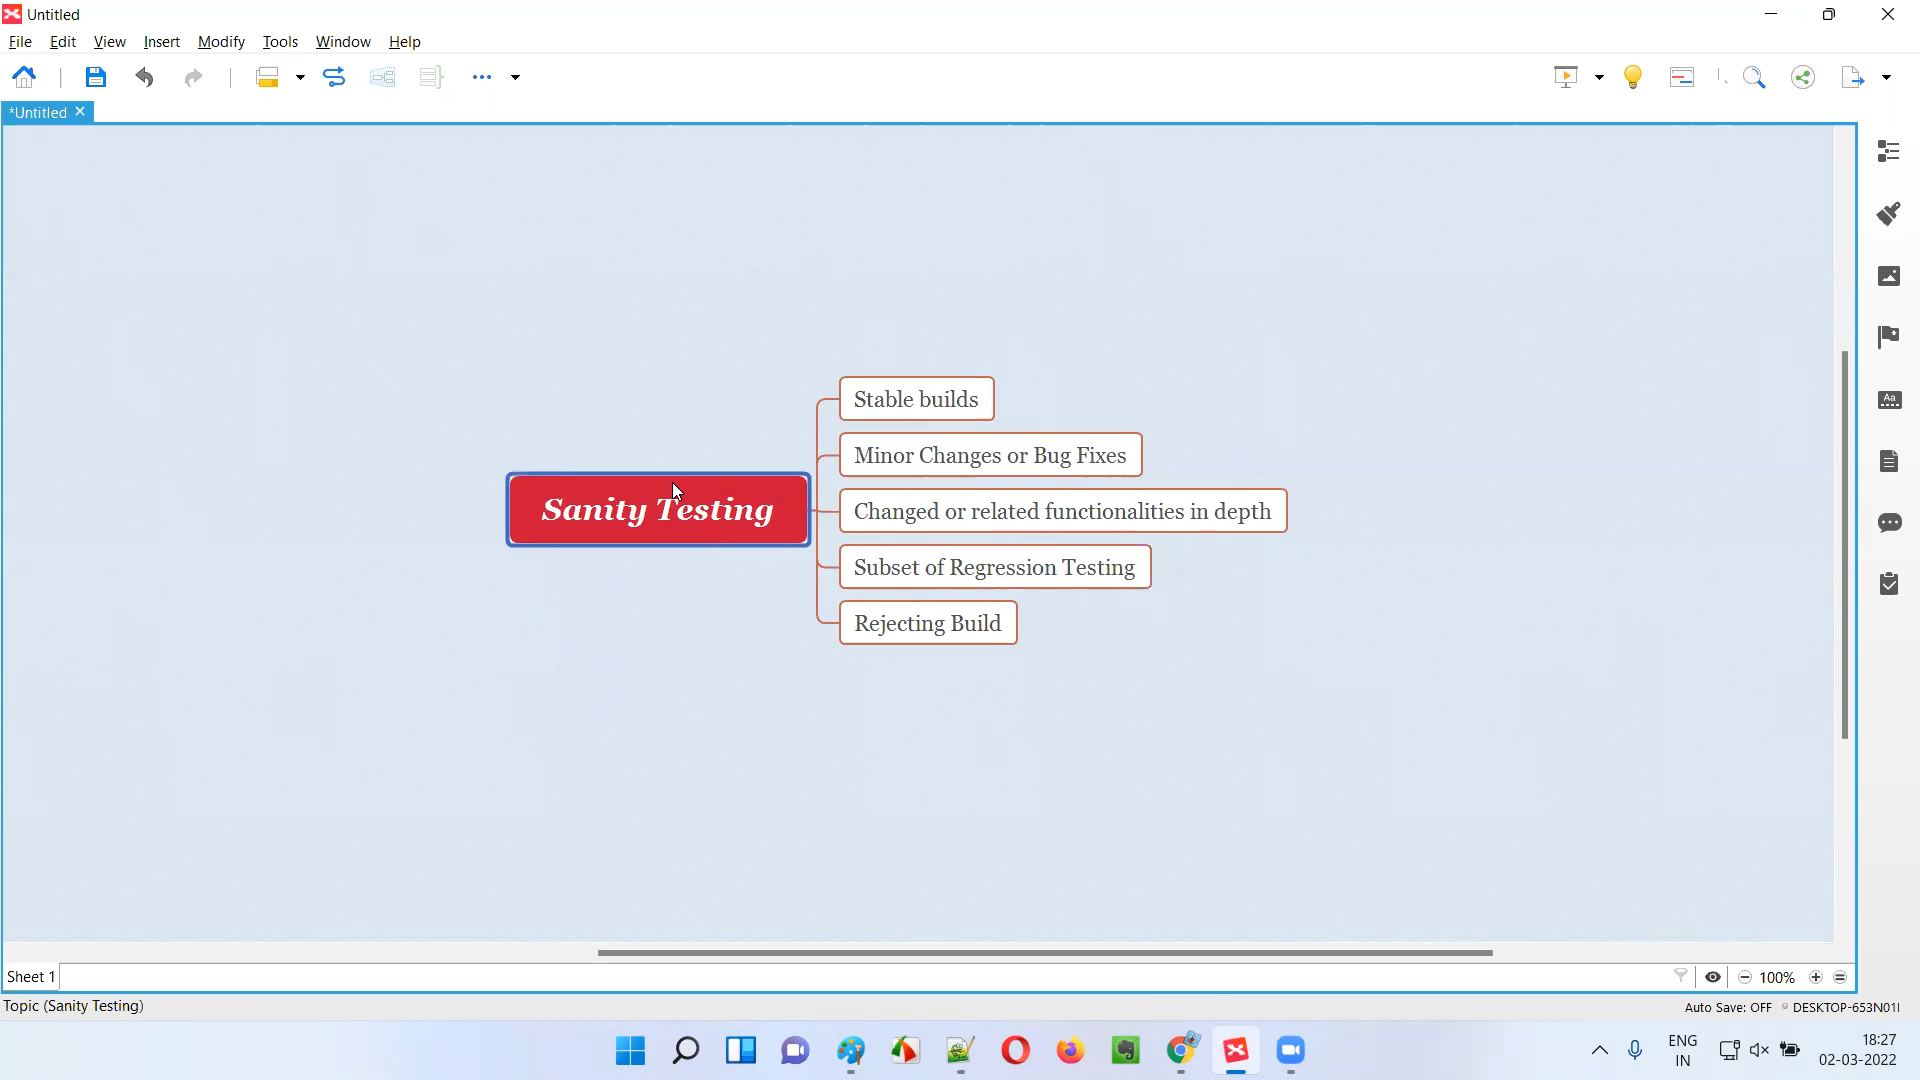 Untitled
File Edit View Insert Modify Tools Window Help
*Untitled
Stable builds
Minor Changes or Bug Fixes
Sanity Testing
Changed or related functionalities in depth
Subset of Regression Testing
Rejecting Build
Aa
Sheet 1
100%
Topic (Sanity Testing)
Auto Save: OFF
DESKTOP-653N01I
ENG
IN
18:27
02-03-2022